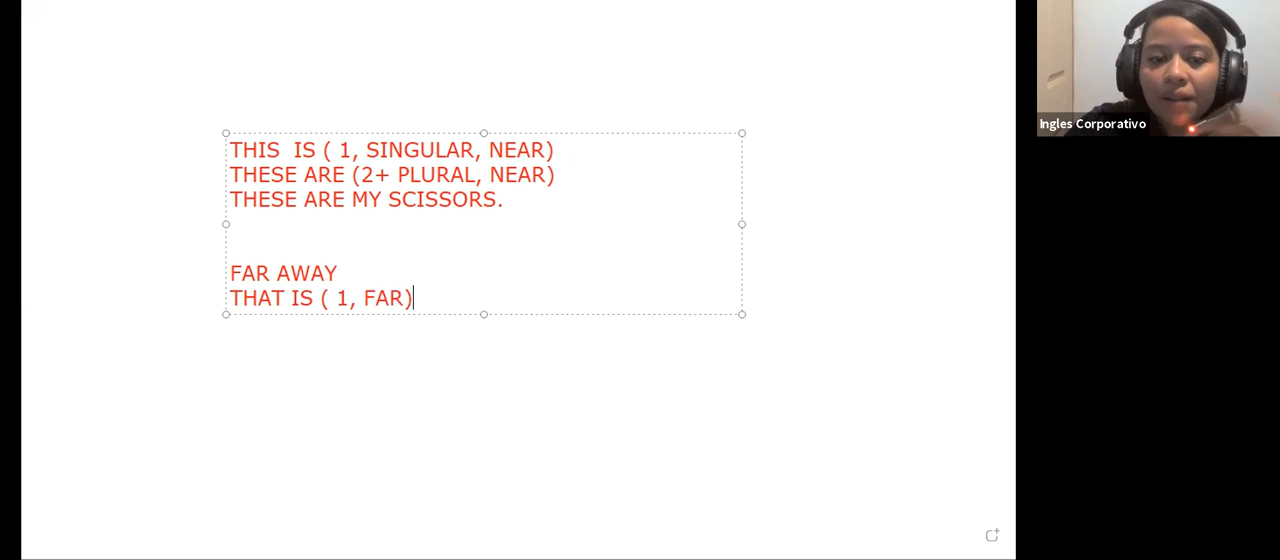 THIS  IS ( 1, SINGULAR, NEAR)
THESE ARE (2+ PLURAL, NEAR)
THESE ARE MY SCISSORS.
FAR AWAY
THAT IS ( 1, FAR)
Ingles Corporativo